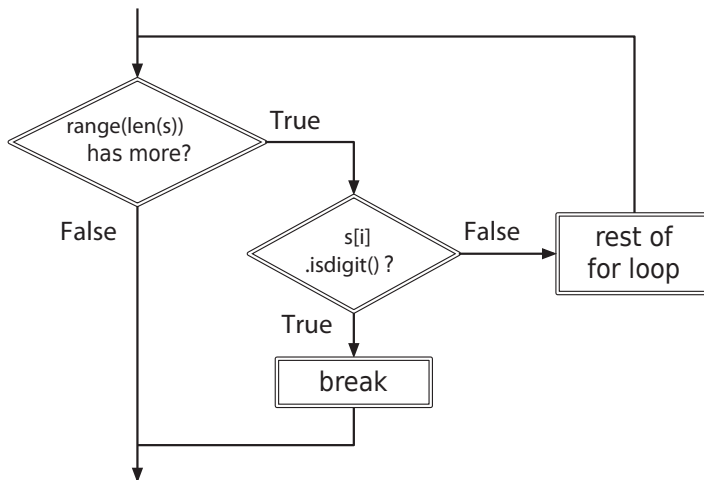 range(len(s))
has more?
True
False
s[i]
.isdigit() ?
False
rest of
for loop
True
break